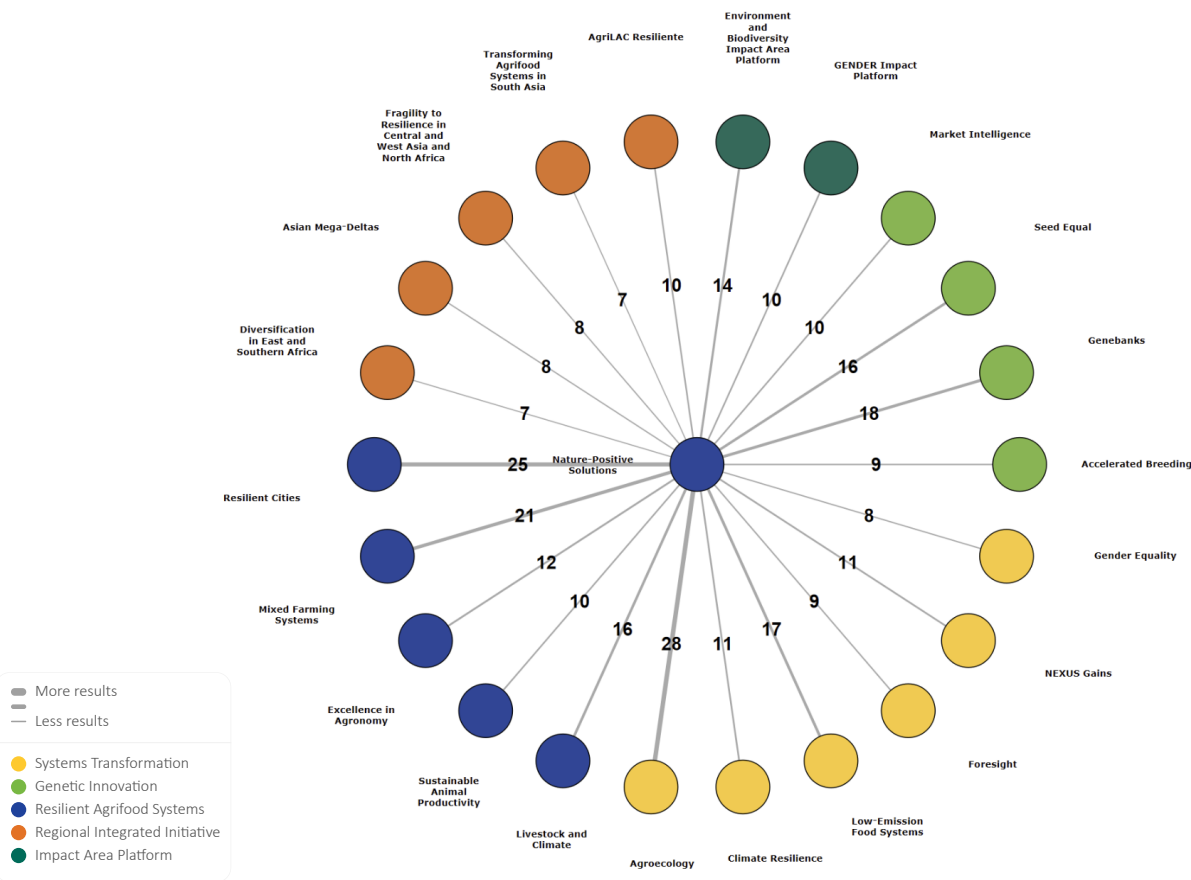 Environment
and
Biodiversity
Impact Area
Platform
AgriLAC Resiliente
Transforming
Agrifood
Systems in
South Asia
GENDER Impact
Platform
Fragility to
Resilience in
Central and
West Asia and
North Africa
Market Intelligence
Asian Mega-Deltas
Seed Equal
Diversification
in East and
Southern Africa
Genebanks
10
14
7
10
8
10
8
16
7
18
25
Nature-Positive
Solutions
9
Accelerated Breeding
Resilient Cities
21
8
Gender Equality
12
11
Mixed Farming
Systems
10
9
NEXUS Gains
16
28
11
17
Excellence in
Agronomy
Foresight
Sustainable
Animal
Productivity
Low-Emission
Food Systems
Livestock and
Climate
Agroecology
Climate Resilience
More results
Less results
Systems Transformation
Genetic Innovation
Resilient Agrifood Systems
Regional Integrated Initiative
Impact Area Platform